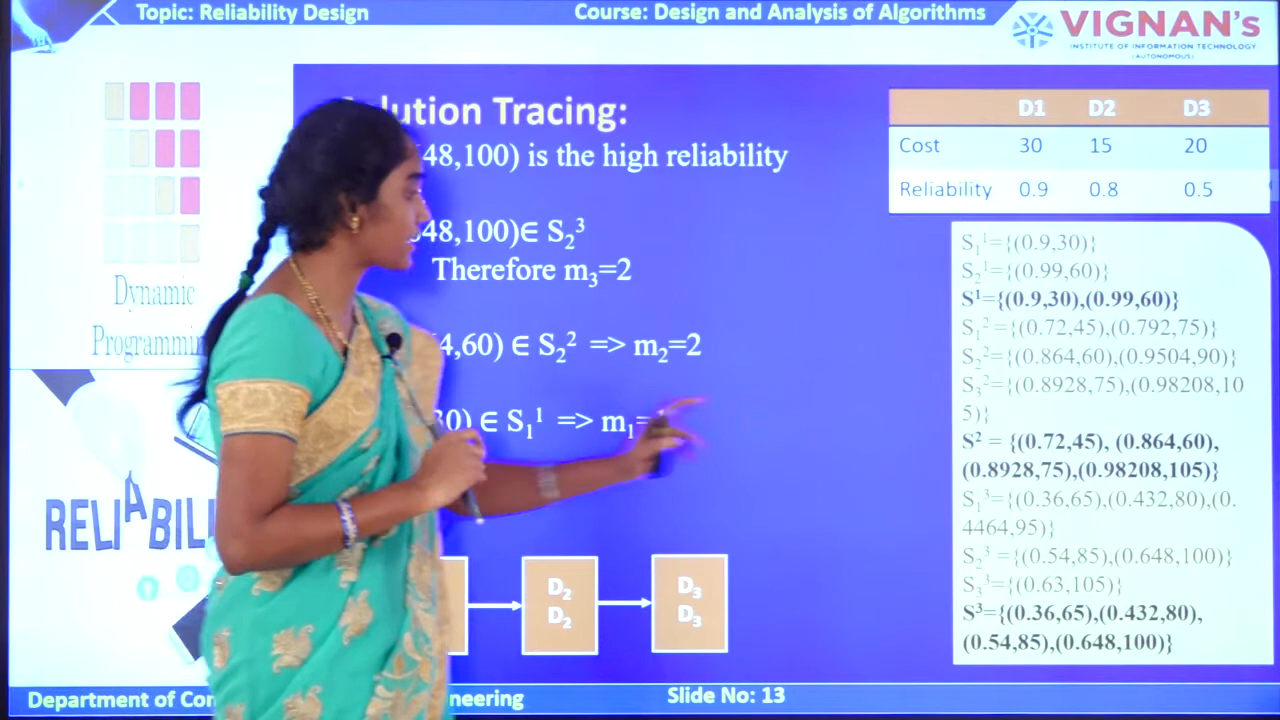 Topic: Reliability Design
Course: Design and Analysis of Algorithms
VIGNAN's
INSTITUTE OF INFORMATION TECHNOLOGY
(AUTONOMOUS)
Tracing:
48,100) is the high reliability
48,100)∈ S₂³
Therefore m₃=2
4,60) ∈ S₂² => m₂=2
30) ∈ S₁¹ => m₁=
Dynamic
D₂
D₂
D₃
D₃
D1 D2 D3
Cost 30 15 20
Reliability 0.9 0.8 0.5
S₁¹={(0.9,30)}
S₂¹={(0.99,60)}
S¹={(0.9,30),(0.99,60)}
S₁²={(0.72,45),(0.792,75)}
S₂²={(0.864,60),(0.9504,90)}
S₃²={(0.8928,75),(0.98208,10
5)}
S² = {(0.72,45), (0.864,60),
(0.8928,75),(0.98208,105)}
S₁³={(0.36,65),(0.432,80),(0.
4464,95)}
S₂³ ={(0.54,85),(0.648,100)}
S₃³={(0.63,105)}
S³={(0.36,65),(0.432,80),
(0.54,85),(0.648,100)}
Department of
Slide No: 13